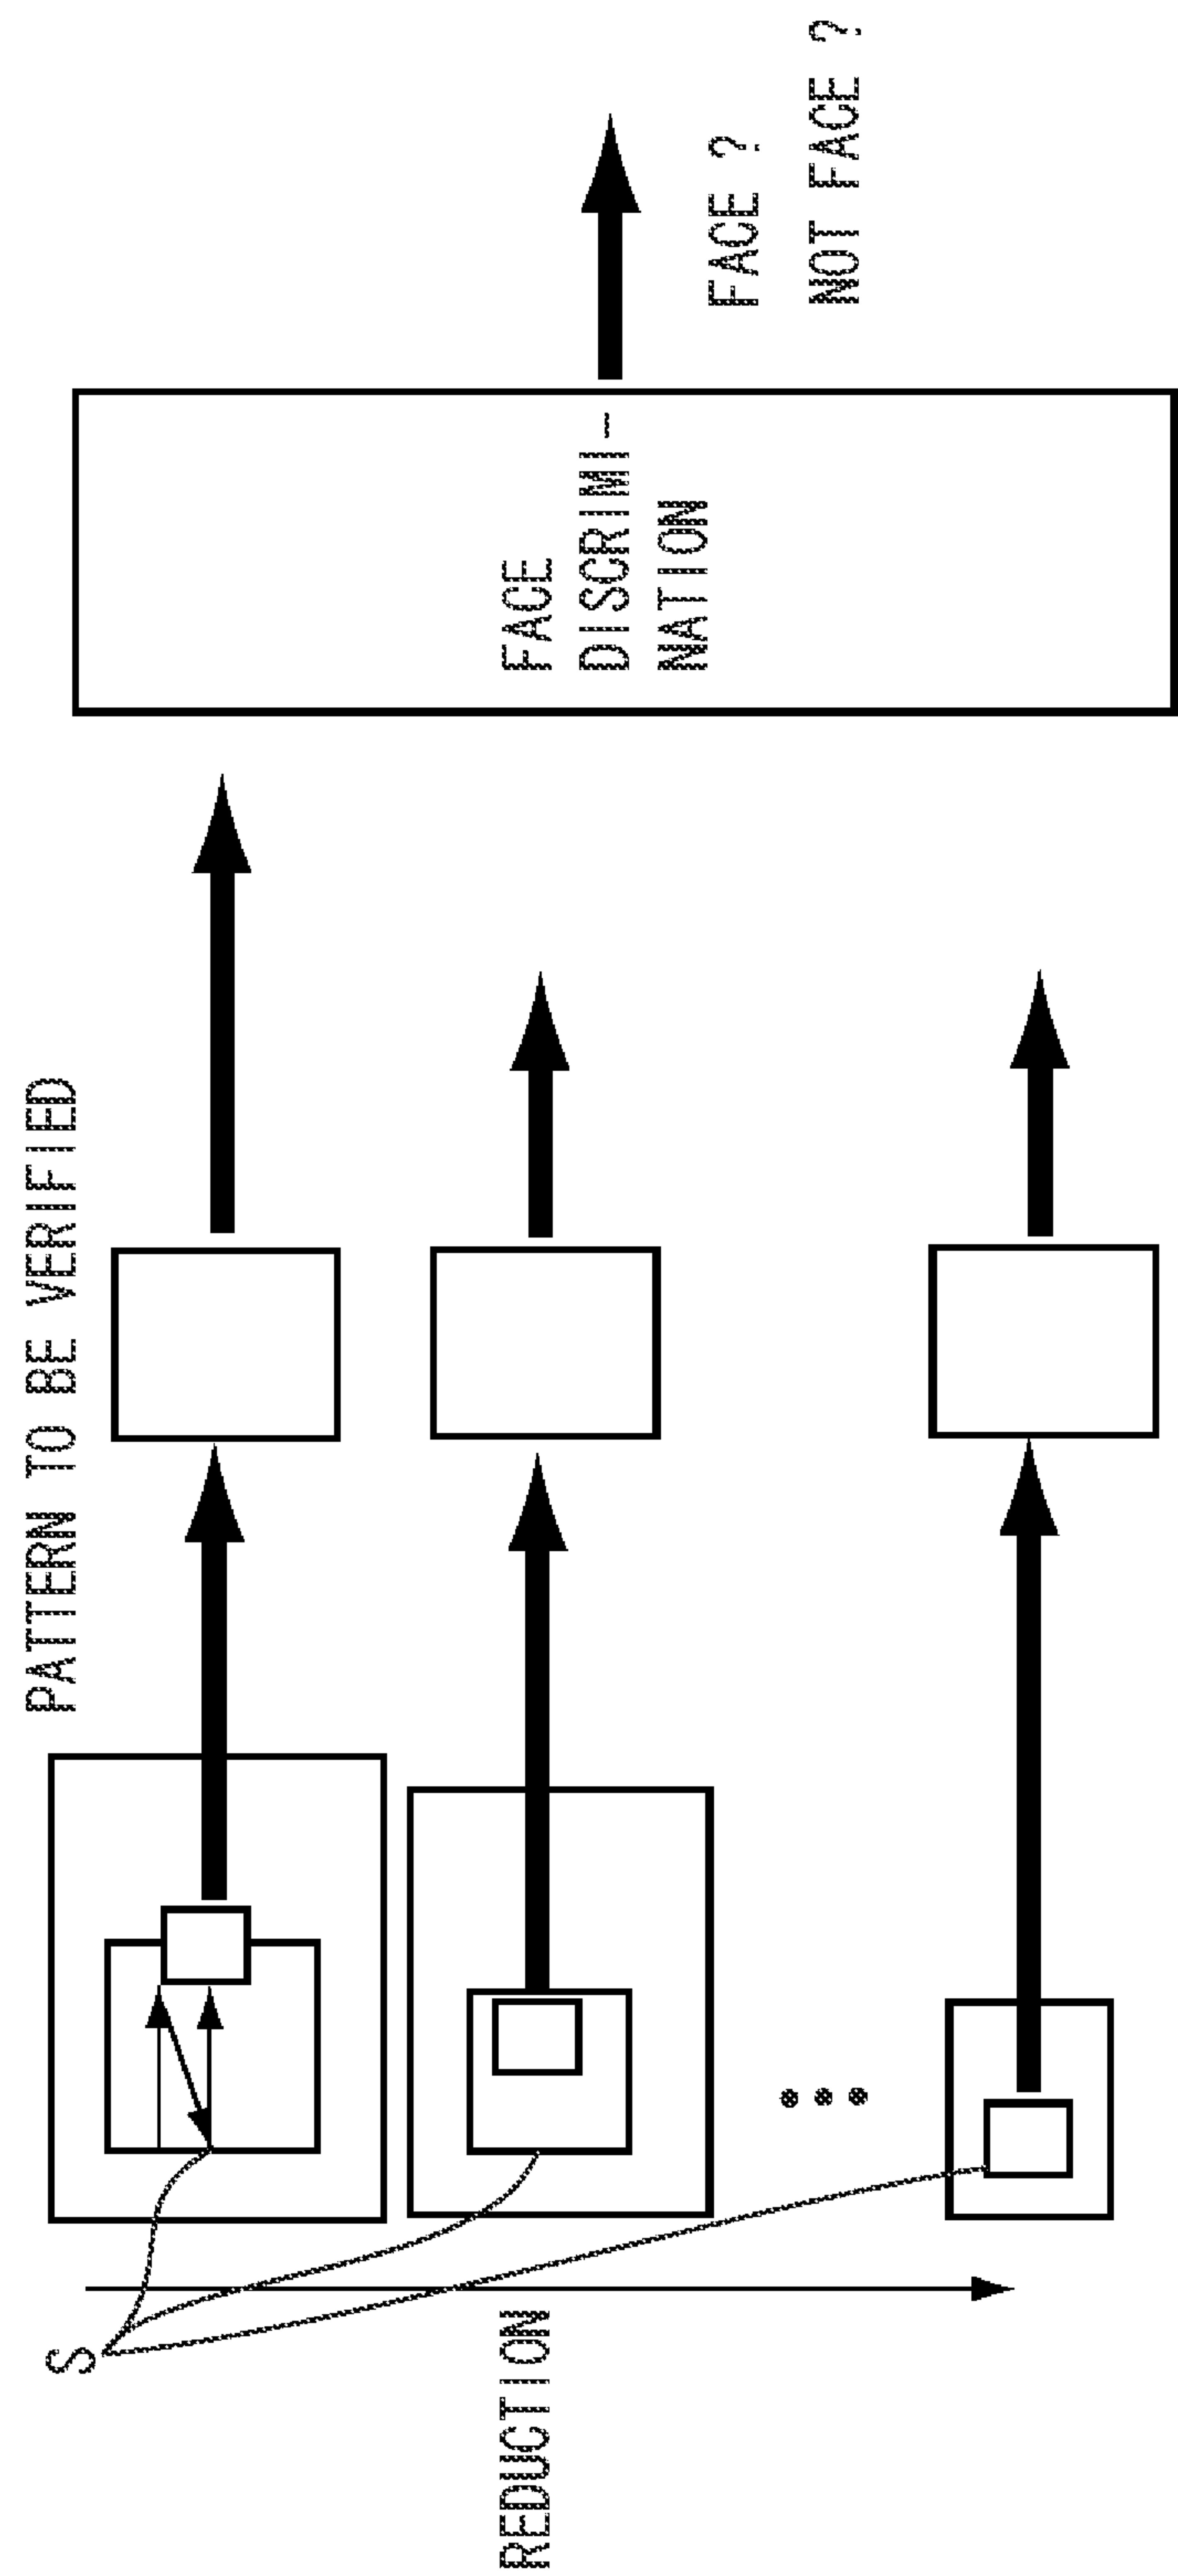 S
REDUCTION
PATTERN TO BE VERIFIED
FACE
DISCRIMI-
NATION
FACE ?
NOT FACE ?